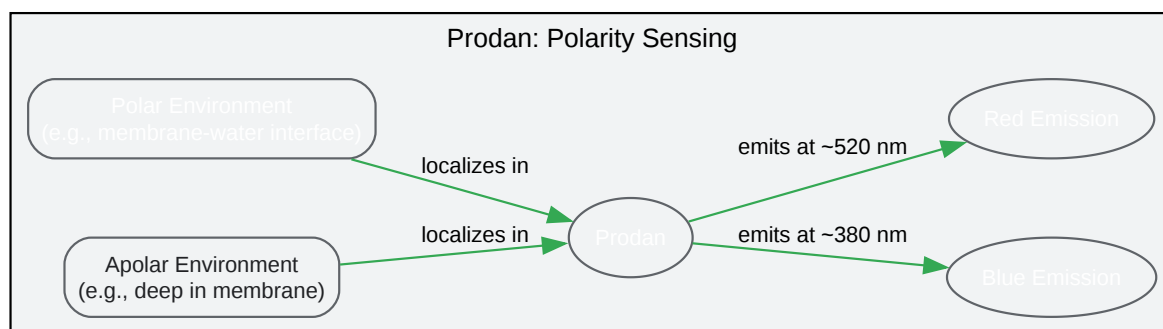 Prodan: Polarity Sensing
Polar Environment
(e.g., membrane-water interface)
localizes in
Apolar Environment
(e.g., deep in membrane)
localizes in
Prodan
emits at ~520 nm
Red Emission
emits at ~380 nm
Blue Emission